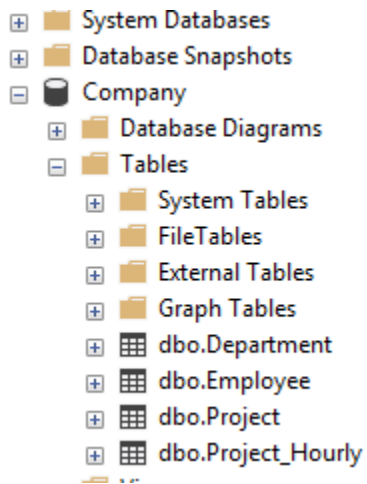 System Databases
Database Snapshots
Company
Database Diagrams
Tables
System Tables
FileTables
External Tables
Graph Tables
dbo.Department
dbo.Employee
dbo.Project
dbo.Project_Hourly